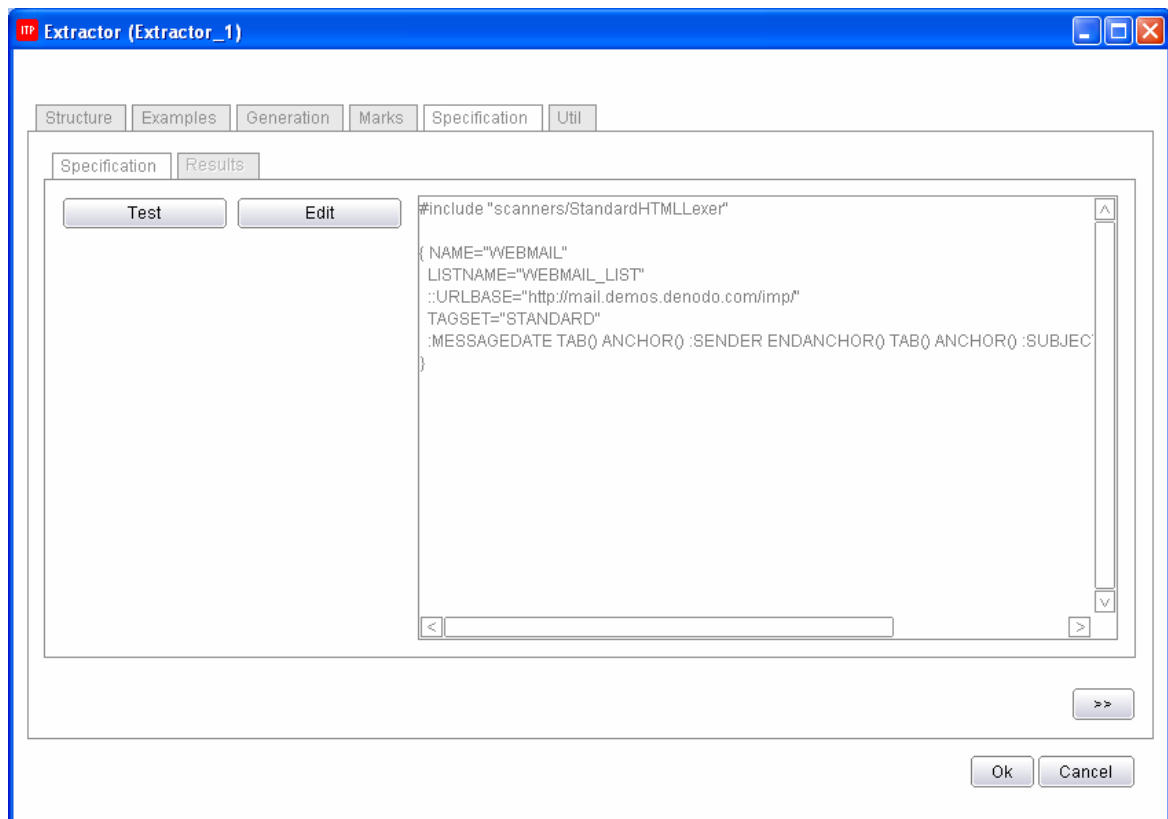 ITP Extractor (Extractor_1)
Structure Examples Generation Marks Specification Util
Specification Results
Test Edit
#include "scanners/StandardHTMLLexer"
{ NAME="WEBMAIL"
LISTNAME="WEBMAIL_LIST"
::URLBASE="http://mail.demos.denodo.com/imp/"
TAGSET="STANDARD"
:MESSAGEDATE TAB() ANCHOR() :SENDER ENDANCHOR() TAB() ANCHOR() :SUBJEC
}
>>
Ok Cancel